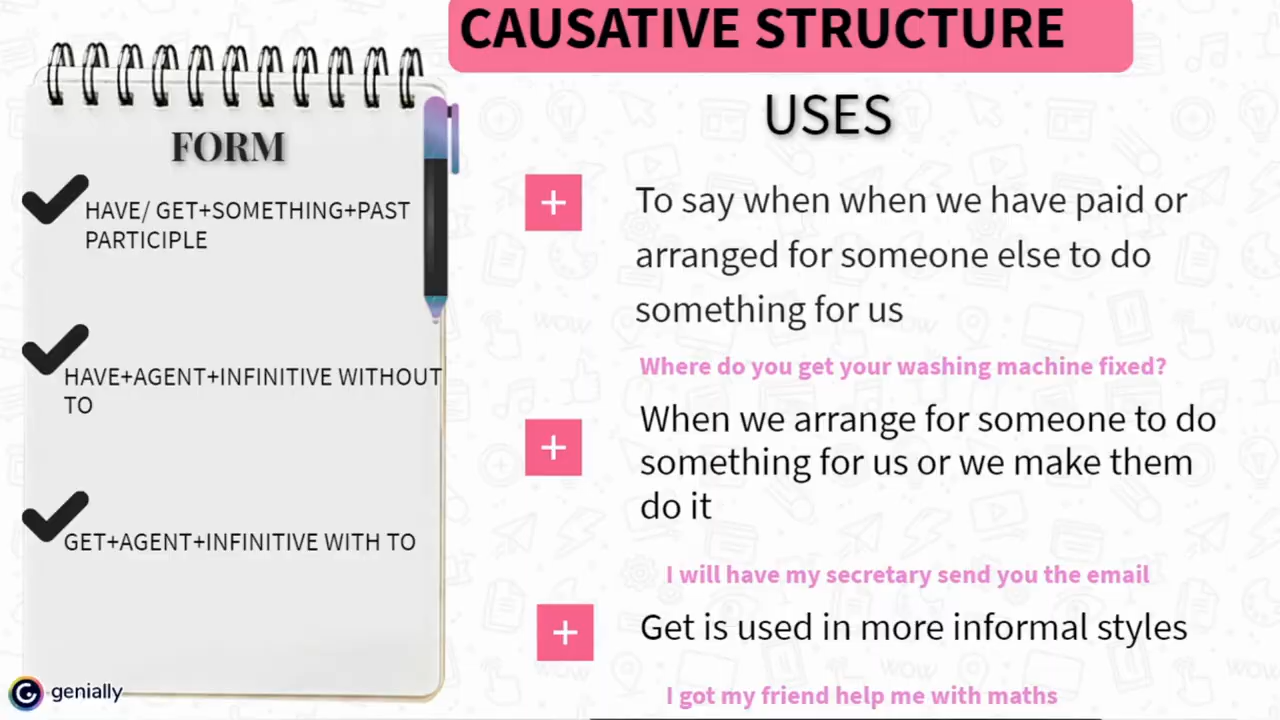 CAUSATIVE STRUCTURE
FORM
HAVE/ GET+SOMETHING+PAST
PARTICIPLE
HAVE+AGENT+INFINITIVE WITHOUT
TO
GET+AGENT+INFINITIVE WITH TO
USES
To say when when we have paid or
arranged for someone else to do
something for us
Where do you get your washing machine fixed?
When we arrange for someone to do
something for us or we make them
do it
I will have my secretary send you the email
Get is used in more informal styles
I got my friend help me with maths
genially
WOW
WOW
WOW